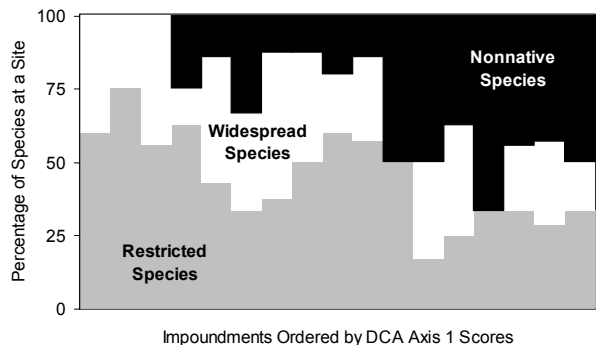 Percentage of Species at a Site
100
75
50
25
0
Nonnative
Species
Widespread
Species
Restricted
Species
Impoundments Ordered by DCA Axis 1 Scores